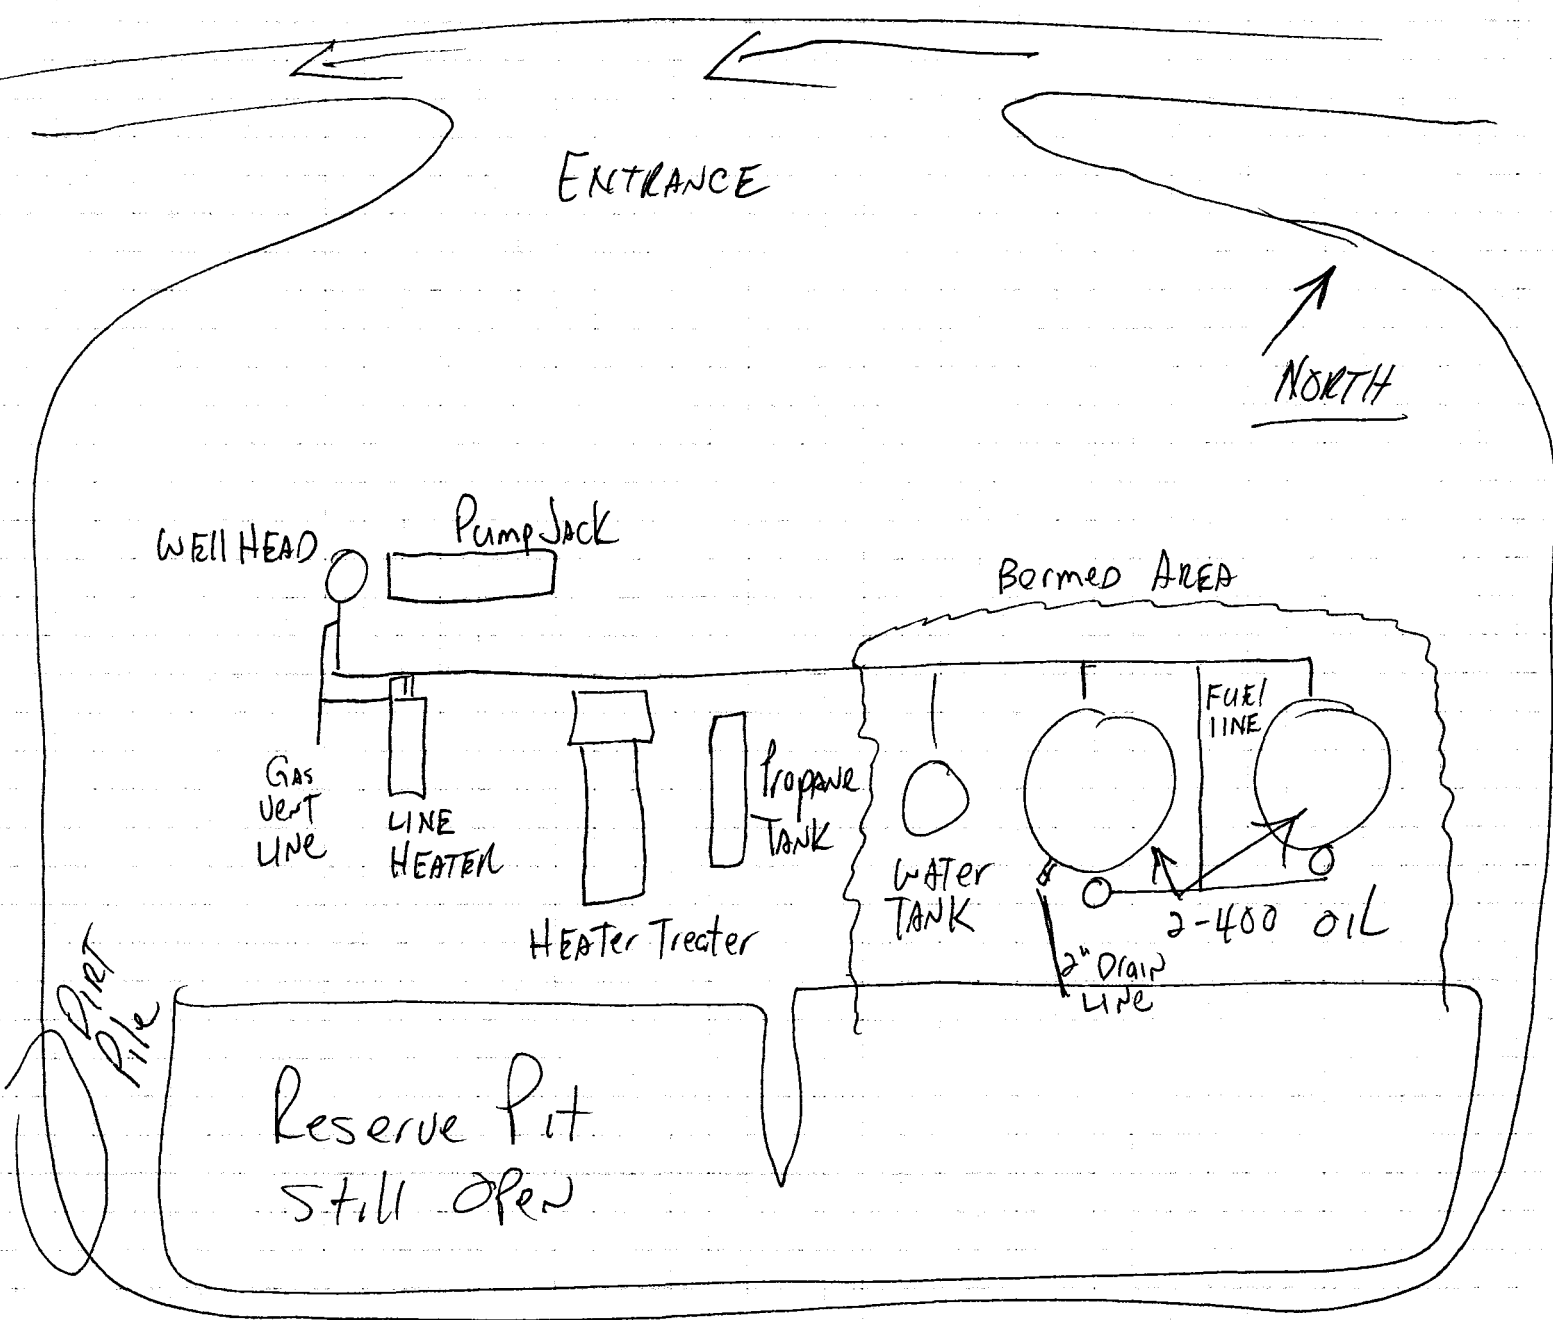 ENTRANCE
NORTH
WELL HEAD
Pump JACK
Bermed AREA
FUEl
lINE
GAS
VenT
LINe
LINE
HEATER
Propane
TANK
WATer
TANK
HEATer Treater
2-400 OIL
2" Drain
LINe
DIRT
Pile
Reserve Pit
Still OPeN